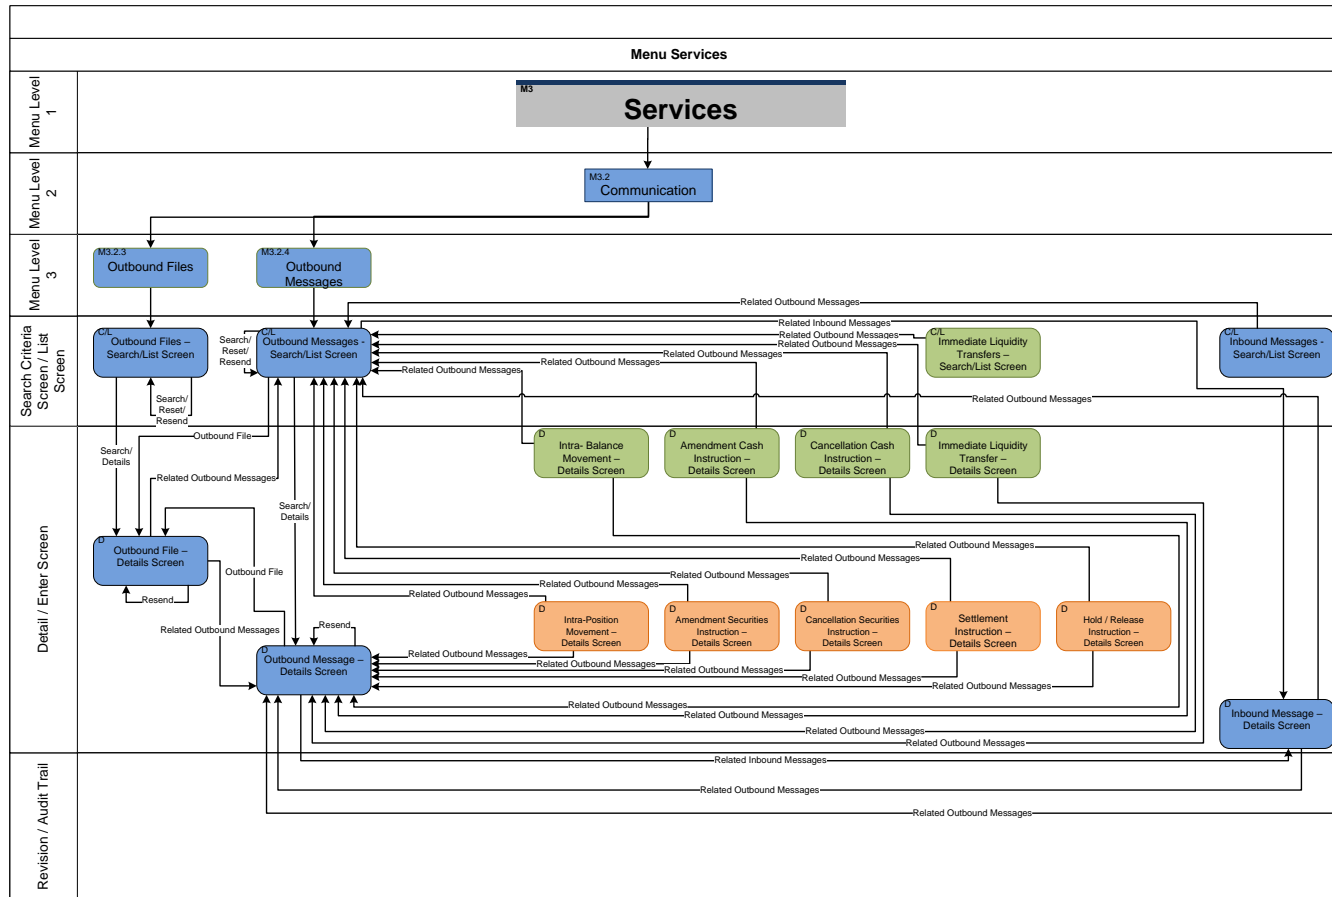 Menu Services
Menu Level
1
M3
Services
Menu Level
2
M3.2
Communication
Menu Level
3
M3.2.3
Outbound Files
M3.2.4
Outbound
Messages
Related Outbound Messages
Search Criteria
Screen / List
Screen
C/L
Outbound Files –
Search/List Screen
Search/
Reset/
Resend
Search/
Reset/
Resend
C/L
Outbound Messages -
Search/List Screen
Related Inbound Messages
Related Outbound Messages
Related Outbound Messages
Related Outbound Messages
Related Outbound Messages
Related Outbound Messages
C/L
Immediate Liquidity
Transfers –
Search/List Screen
C/L
Inbound Messages -
Search/List Screen
Related Outbound Messages
Detail / Enter Screen
Outbound File
Search/
Details
Related Outbound Messages
Search/
Details
D
Intra- Balance
Movement –
Details Screen
D
Amendment Cash
Instruction –
Details Screen
D
Cancellation Cash
Instruction –
Details Screen
D
Immediate Liquidity
Transfer –
Details Screen
D
Outbound File –
Details Screen
Resend
Outbound File
Related Outbound Messages
Related Outbound Messages
Related Outbound Messages
Related Outbound Messages
Related Outbound Messages
Related Outbound Messages
D
Intra-Position
Movement –
Details Screen
D
Amendment Securities
Instruction –
Details Screen
D
Cancellation Securities
Instruction –
Details Screen
D
Settlement
Instruction –
Details Screen
D
Hold / Release
Instruction –
Details Screen
Resend
D
Outbound Message –
Details Screen
Related Outbound Messages
Related Outbound Messages
Related Outbound Messages
Related Outbound Messages
Related Outbound Messages
Related Outbound Messages
Related Outbound Messages
Related Outbound Messages
Related Outbound Messages
D
Inbound Message –
Details Screen
Revision / Audit Trail
Related Inbound Messages
Related Outbound Messages
Related Outbound Messages